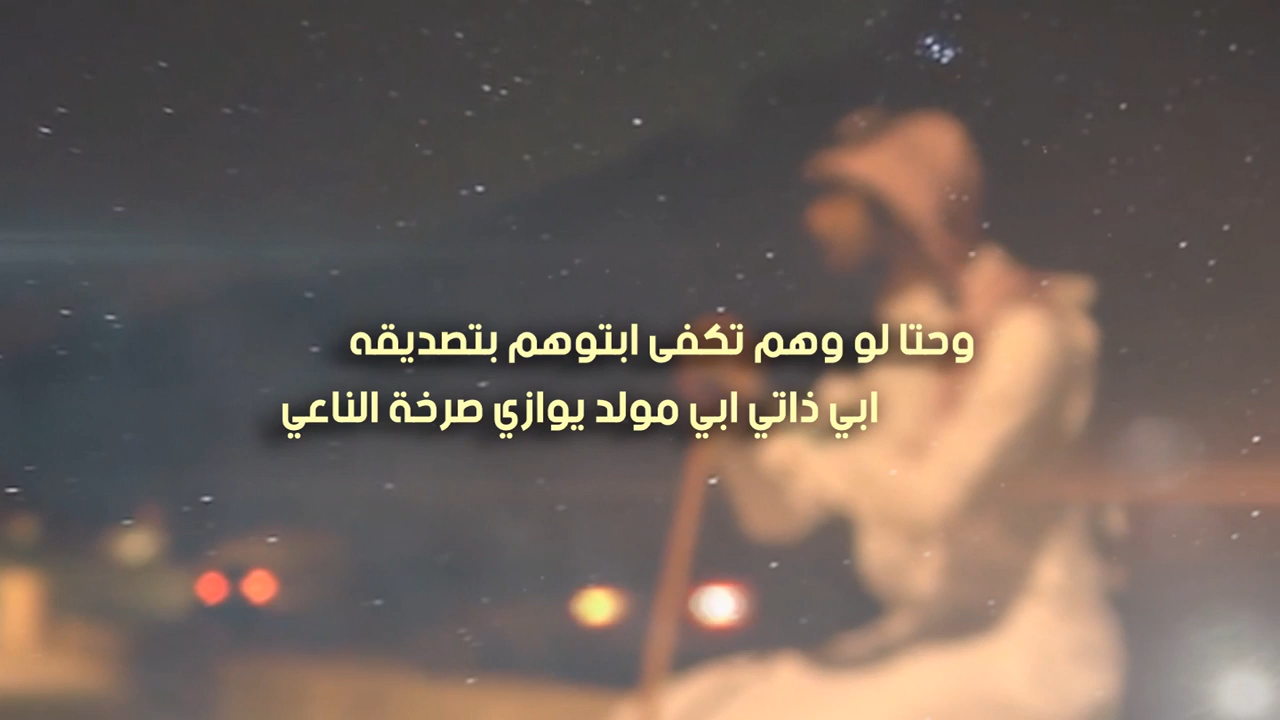 وحتا لو وهم تكفى ابتوهم بتصديقه
ابي ذاتي ابي مولد يوازي صرخة الناعي